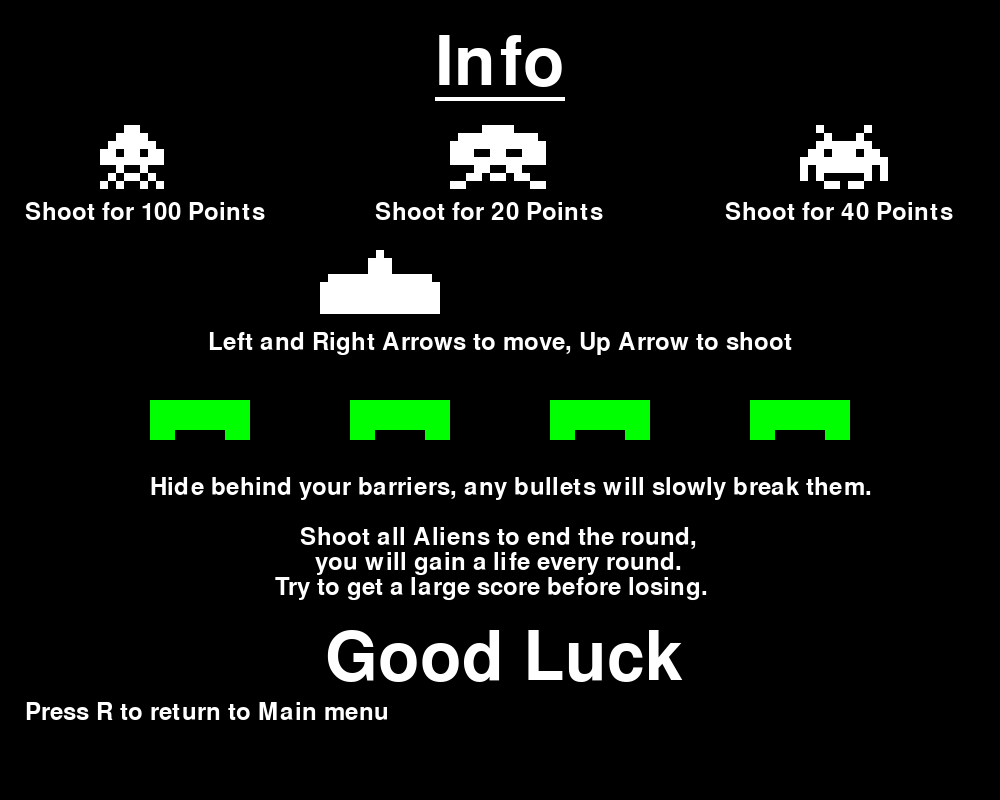 Info
Shoot for 100 Points
Shoot for 20 Points
Shoot for 40 Points
Left and Right Arrows to move, Up Arrow to shoot
Hide behind your barriers, any bullets will slowly break them.
Shoot all Aliens to end the round,
you will gain a life every round.
Try to get a large score before losing.
Good Luck
Press R to return to Main menu